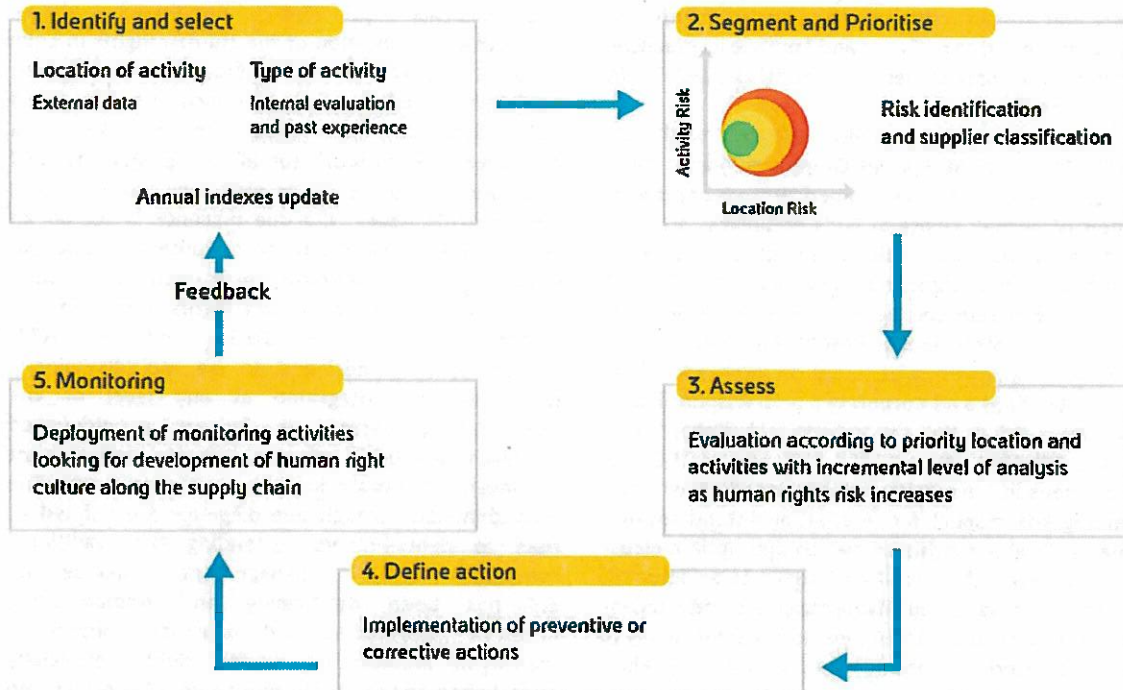 1. Identify and select
Location of activity
External data
Type of activity
Internal evaluation
and past experience
Annual indexes update
2. Segment and Prioritise
Activity Risk
Location Risk
Risk identification
and supplier classification
3. Assess
Evaluation according to priority location and
activities with incremental level of analysis
as human rights risk increases
4. Define action
Implementation of preventive or
corrective actions
5. Monitoring
Deployment of monitoring activities
looking for development of human right
culture along the supply chain
Feedback